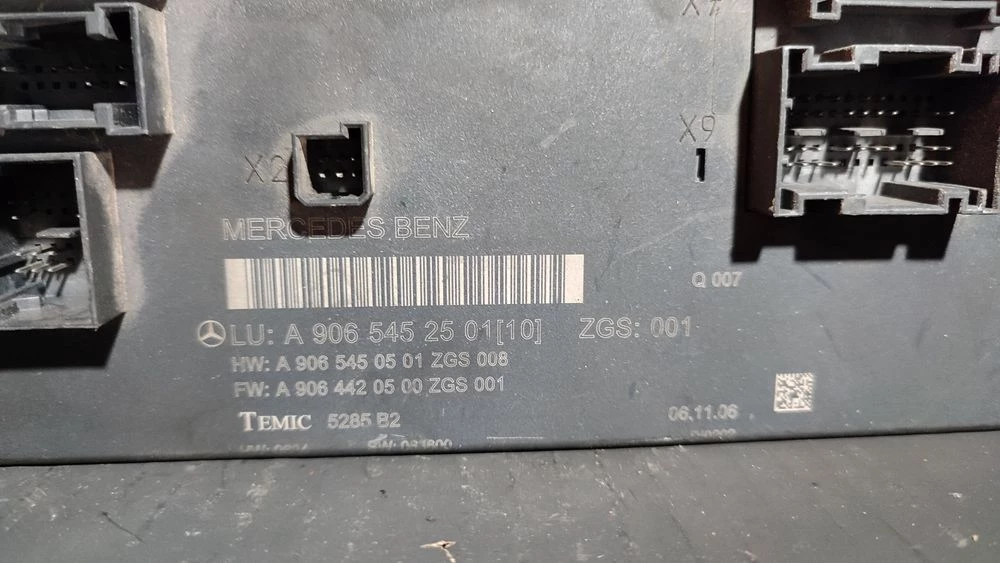 X9
X2
MERCEDES BENZ
Q 007
LU: A 906 545 25 01[10] ZGS: 001
HW: A 906 545 05 01 ZGS 008
FW: A 906 442 05 00 ZGS 001
TEMIC 5285 B2 06.11.06